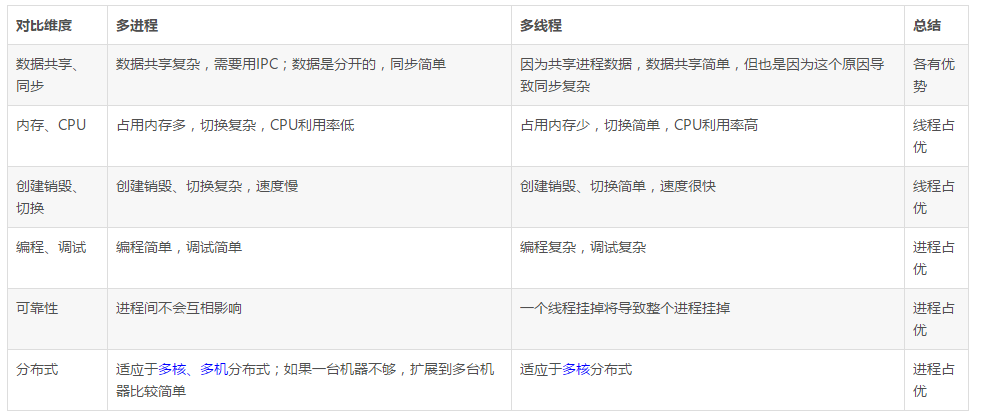 对比维度 多进程 多线程 总结
数据共享、 数据共享复杂，需要用IPC；数据是分开的，同步简单 因为共享进程数据，数据共享简单，但也是因为这个原因导 各有优
同步 致同步复杂 势
内存、CPU 占用内存多，切换复杂，CPU利用率低 占用内存少，切换简单，CPU利用率高 线程占
优
创建销毁、 创建销毁、切换复杂，速度慢 创建销毁、切换简单，速度很快 线程占
切换 优
编程、调试 编程简单，调试简单 编程复杂，调试复杂 进程占
优
可靠性 进程间不会互相影响 一个线程挂掉将导致整个进程挂掉 进程占
优
分布式 适应于多核、多机分布式；如果一台机器不够，扩展到多台机 适应于多核分布式 进程占
器比较简单 优